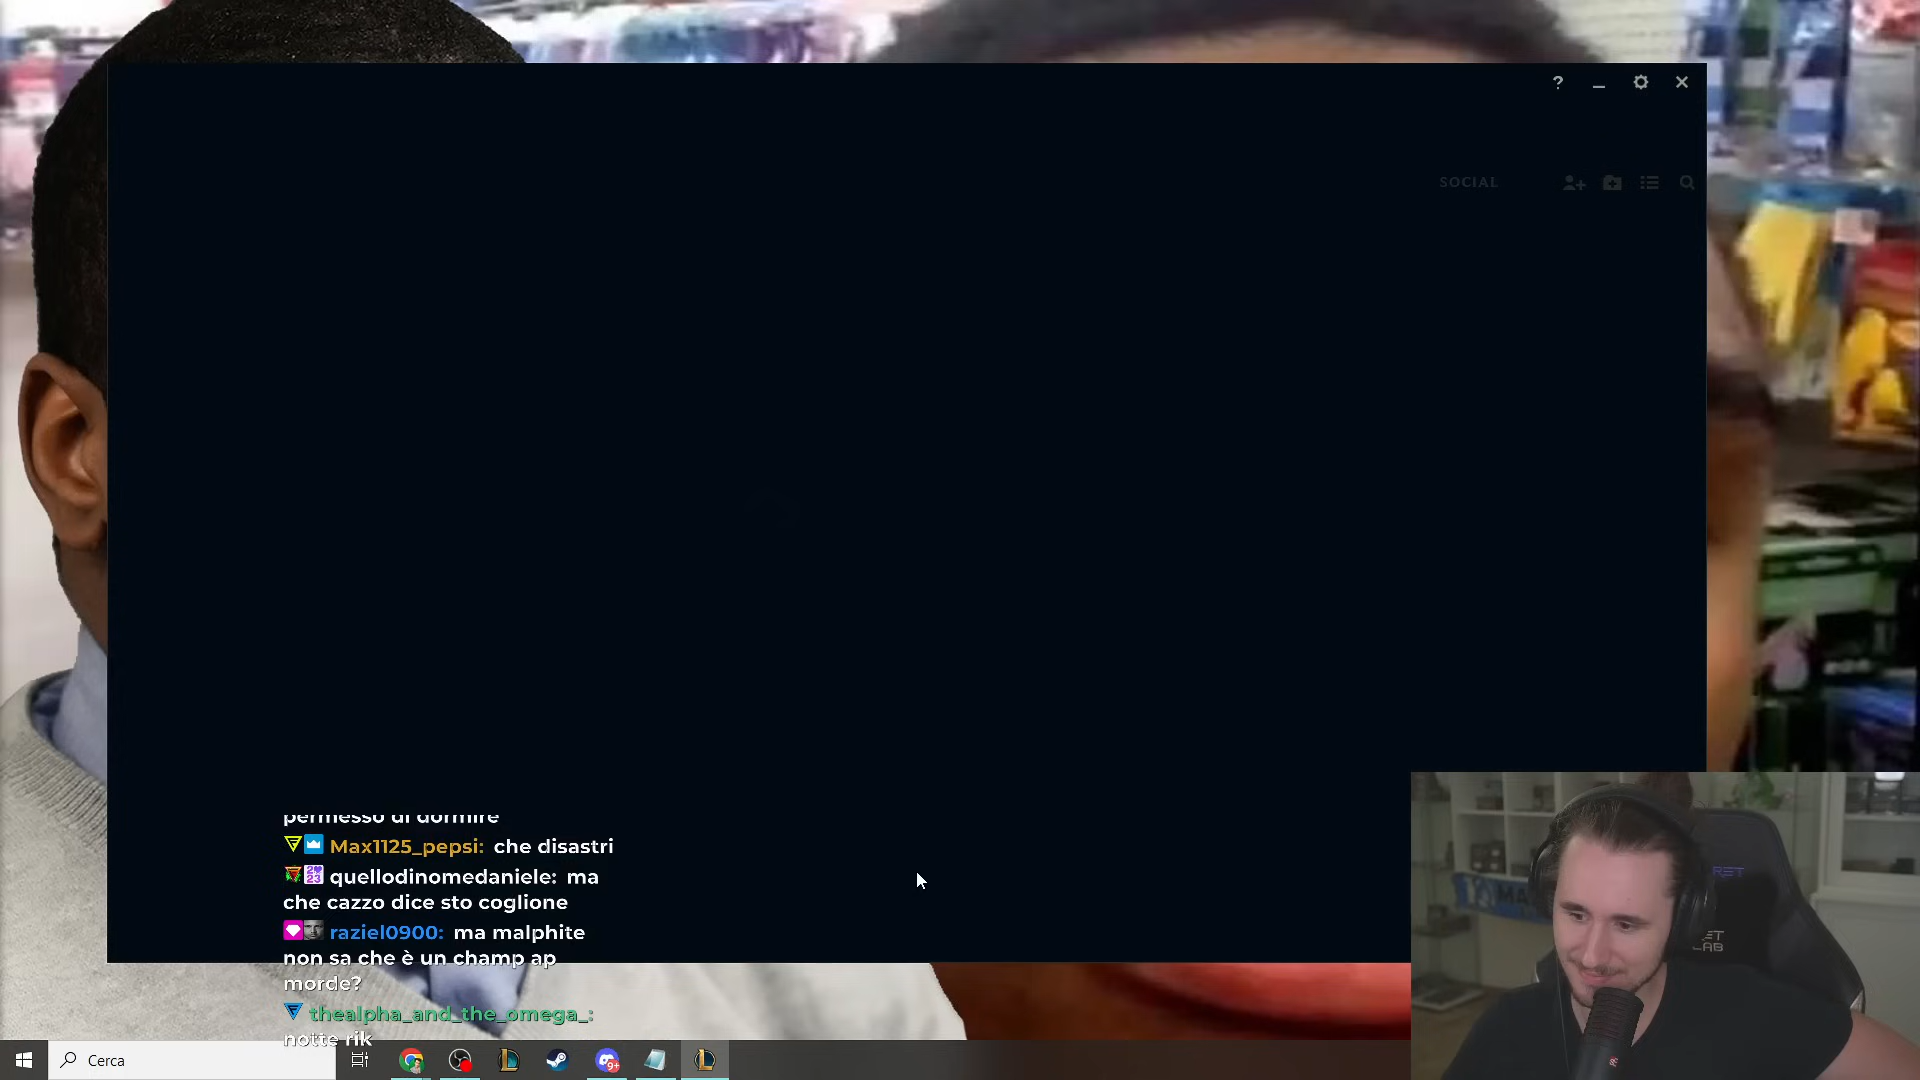 ?
SOCIAL
permesso di dormire
Max1125_pepsi: che disastri
quellodinomedaniele: ma
che cazzo dice sto coglione
raziel0900: ma malphite
non sa che è un champ ap
morde?
thealpha_and_the_omega_:
notte rik
Cerca
9+